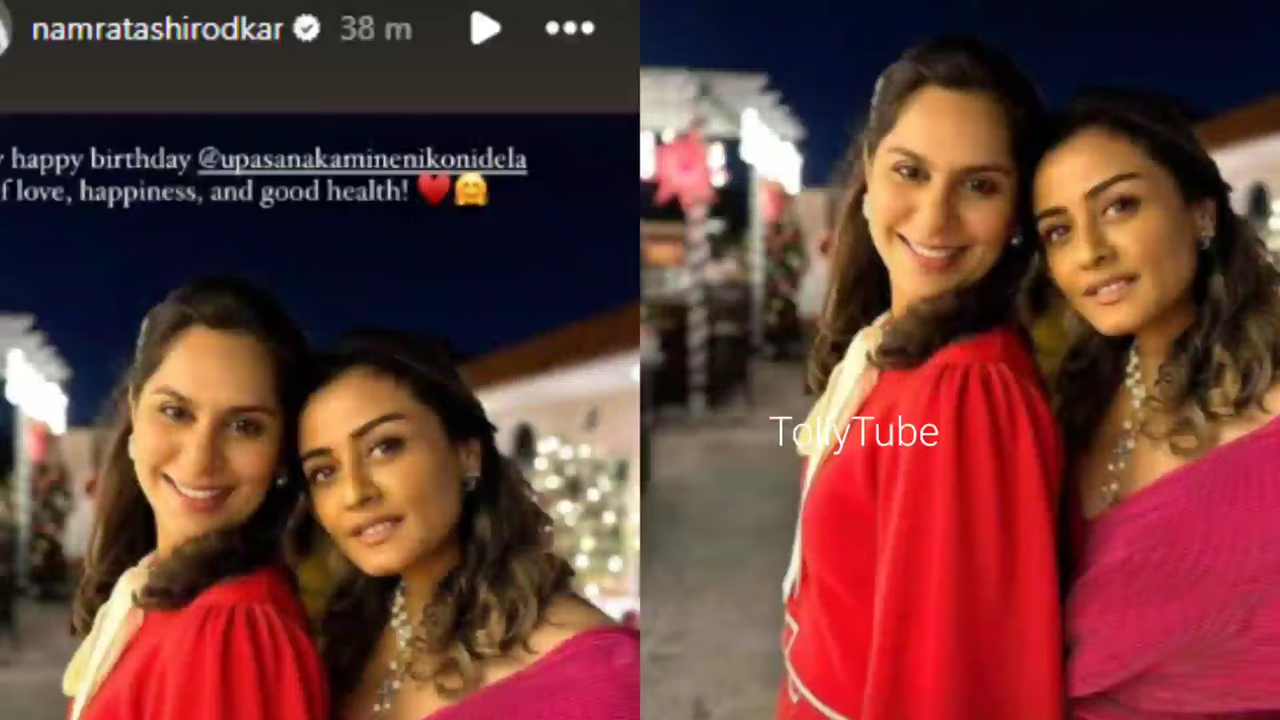 namratashirodkar 38 m
happy birthday @upasanakaminenikonidela
love, happiness, and good health! ❤️🤗
TollyTube